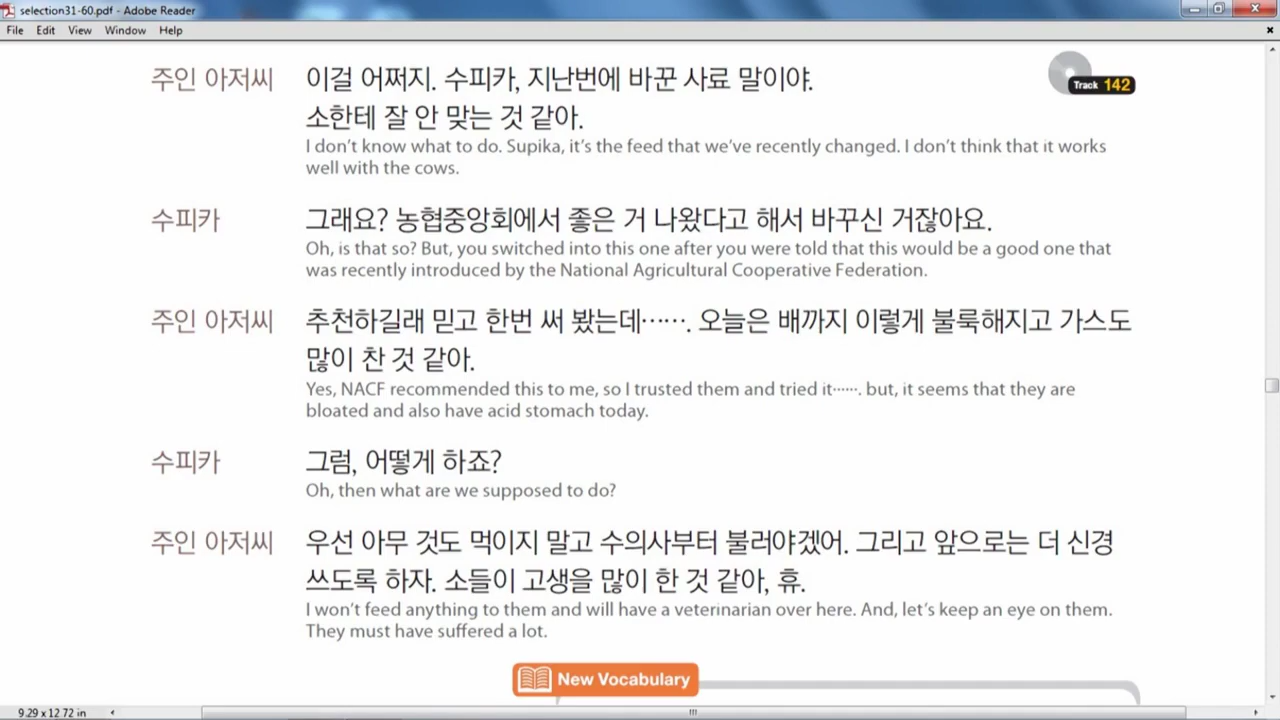 selection31-60.pdf - Adobe Reader
File Edit View Window Help
주인 아저씨 이걸 어쩌지. 수피카, 지난번에 바꾼 사료 말이야.
Track 142
소한테 잘 안 맞는 것 같아.
I don't know what to do. Supika, it's the feed that we've recently changed. I don't think that it works
well with the cows.
수피카 그래요? 농협중앙회에서 좋은 거 나왔다고 해서 바꾸신 거잖아요.
Oh, is that so? But, you switched into this one after you were told that this would be a good one that
was recently introduced by the National Agricultural Cooperative Federation.
주인 아저씨 추천하길래 믿고 한번 써 봤는데……. 오늘은 배까지 이렇게 불룩해지고 가스도
많이 찬 것 같아.
Yes, NACF recommended this to me, so I trusted them and tried it……. but, it seems that they are
bloated and also have acid stomach today.
수피카 그럼, 어떻게 하죠?
Oh, then what are we supposed to do?
주인 아저씨 우선 아무 것도 먹이지 말고 수의사부터 불러야겠어. 그리고 앞으로는 더 신경
쓰도록 하자. 소들이 고생을 많이 한 것 같아, 휴.
I won't feed anything to them and will have a veterinarian over here. And, let's keep an eye on them.
They must have suffered a lot.
New Vocabulary
9.29 x 12.72 in